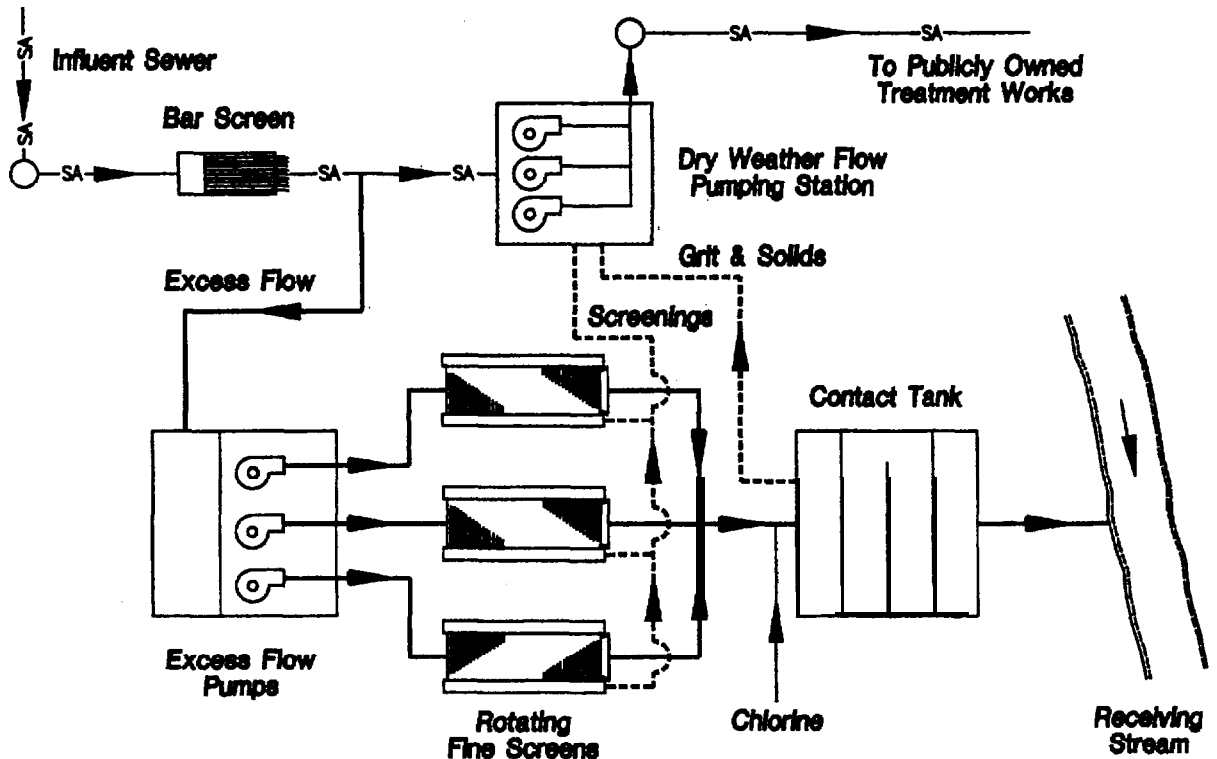 SA
Influent Sewer
SA
SA
Bar Screen
SA
SA
SA
SA
To Publicly Owned
Treatment Works
Dry Weather Flow
Pumping Station
Grit & Solids
Excess Flow
Screenings
Contact Tank
Excess Flow
Pumps
Rotating
Fine Screens
Chlorine
Receiving
Stream